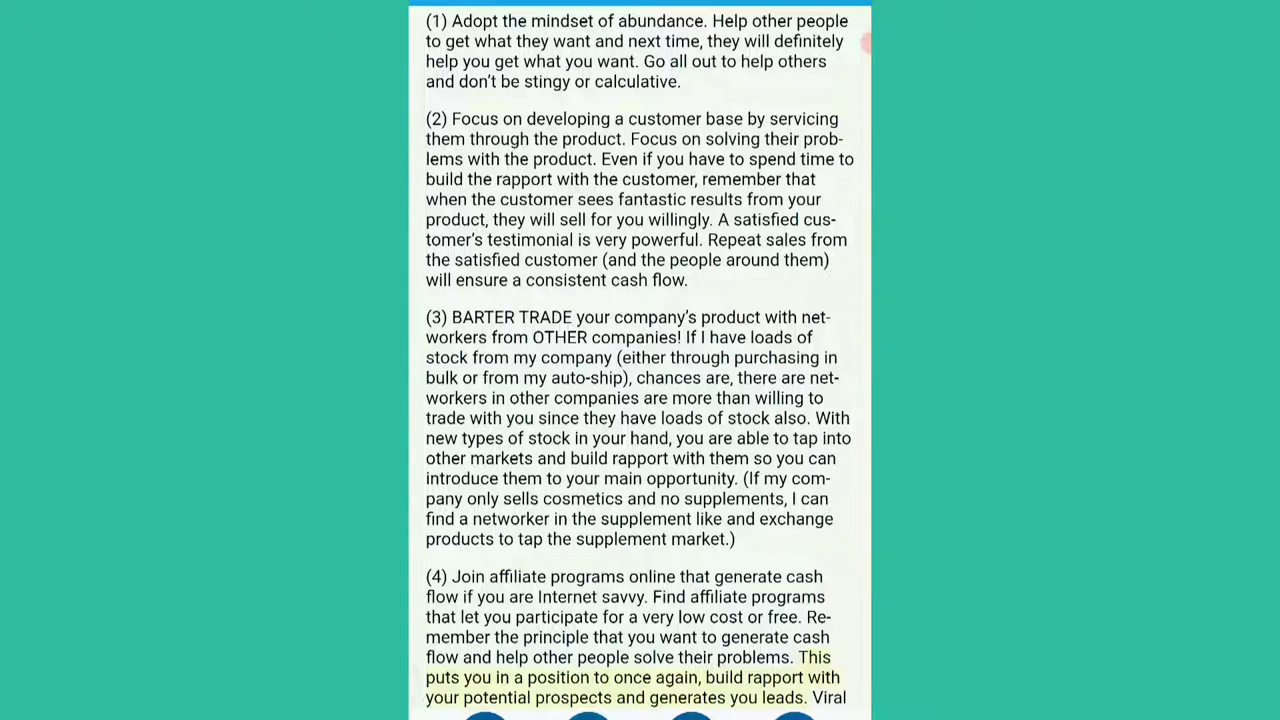 (1) Adopt the mindset of abundance. Help other people
to get what they want and next time, they will definitely
help you get what you want. Go all out to help others
and don't be stingy or calculative.
(2) Focus on developing a customer base by servicing
them through the product. Focus on solving their prob-
lems with the product. Even if you have to spend time to
build the rapport with the customer, remember that
when the customer sees fantastic results from your
product, they will sell for you willingly. A satisfied cus-
tomer's testimonial is very powerful. Repeat sales from
the satisfied customer (and the people around them)
will ensure a consistent cash flow.
(3) BARTER TRADE your company's product with net-
workers from OTHER companies! If I have loads of
stock from my company (either through purchasing in
bulk or from my auto-ship), chances are, there are net-
workers in other companies are more than willing to
trade with you since they have loads of stock also. With
new types of stock in your hand, you are able to tap into
other markets and build rapport with them so you can
introduce them to your main opportunity. (If my com-
pany only sells cosmetics and no supplements, I can
find a networker in the supplement like and exchange
products to tap the supplement market.)
(4) Join affiliate programs online that generate cash
flow if you are Internet savvy. Find affiliate programs
that let you participate for a very low cost or free. Re-
member the principle that you want to generate cash
flow and help other people solve their problems. This
puts you in a position to once again, build rapport with
your potential prospects and generates you leads. Viral